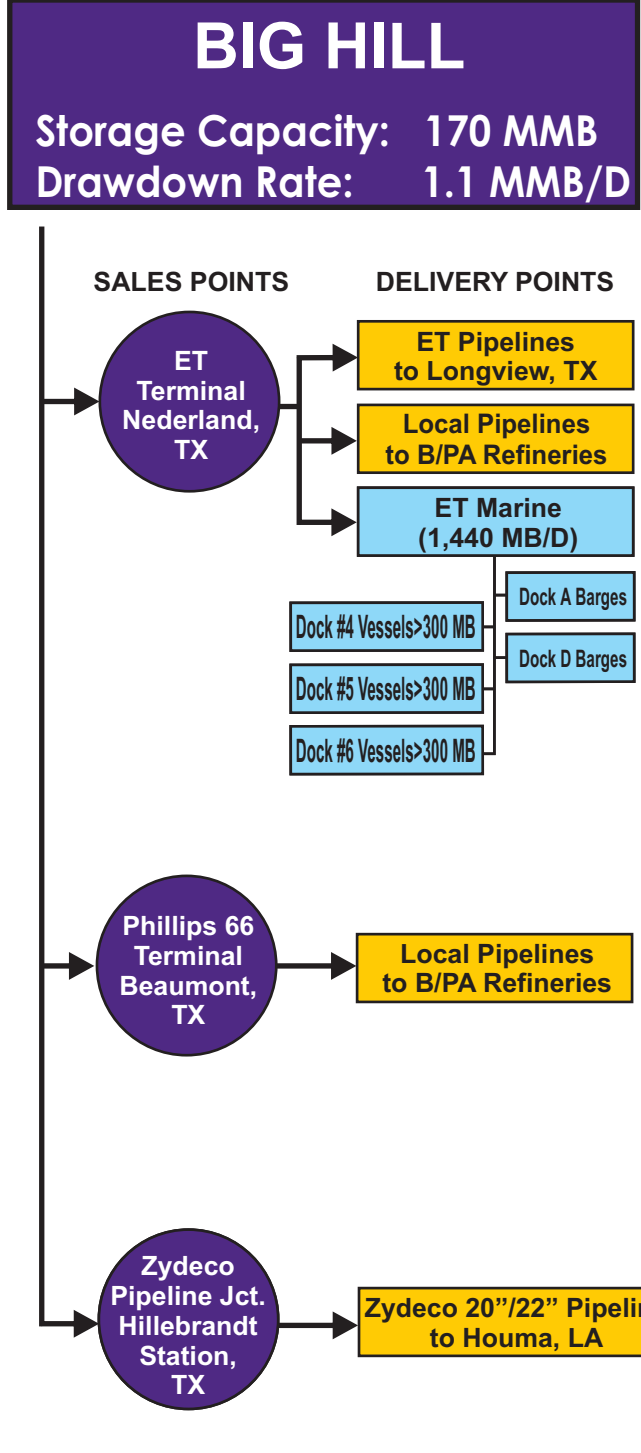 BIG HILL
Storage Capacity: 170 MMB
Drawdown Rate: 1.1 MMB/D
SALES POINTS
DELIVERY POINTS
ET
Terminal
Nederland,
TX
ET Pipelines
to Longview, TX
Local Pipelines
to B/PA Refineries
ET Marine
(1,440 MB/D)
Dock A Barges
Dock #4 Vessels>300 MB
Dock D Barges
Dock #5 Vessels>300 MB
Dock #6 Vessels>300 MB
Phillips 66
Terminal
Beaumont,
TX
Local Pipelines
to B/PA Refineries
Zydeco
Pipeline Jct.
Hillebrandt
Station,
TX
Zydeco 20”/22”
to Houma, LA